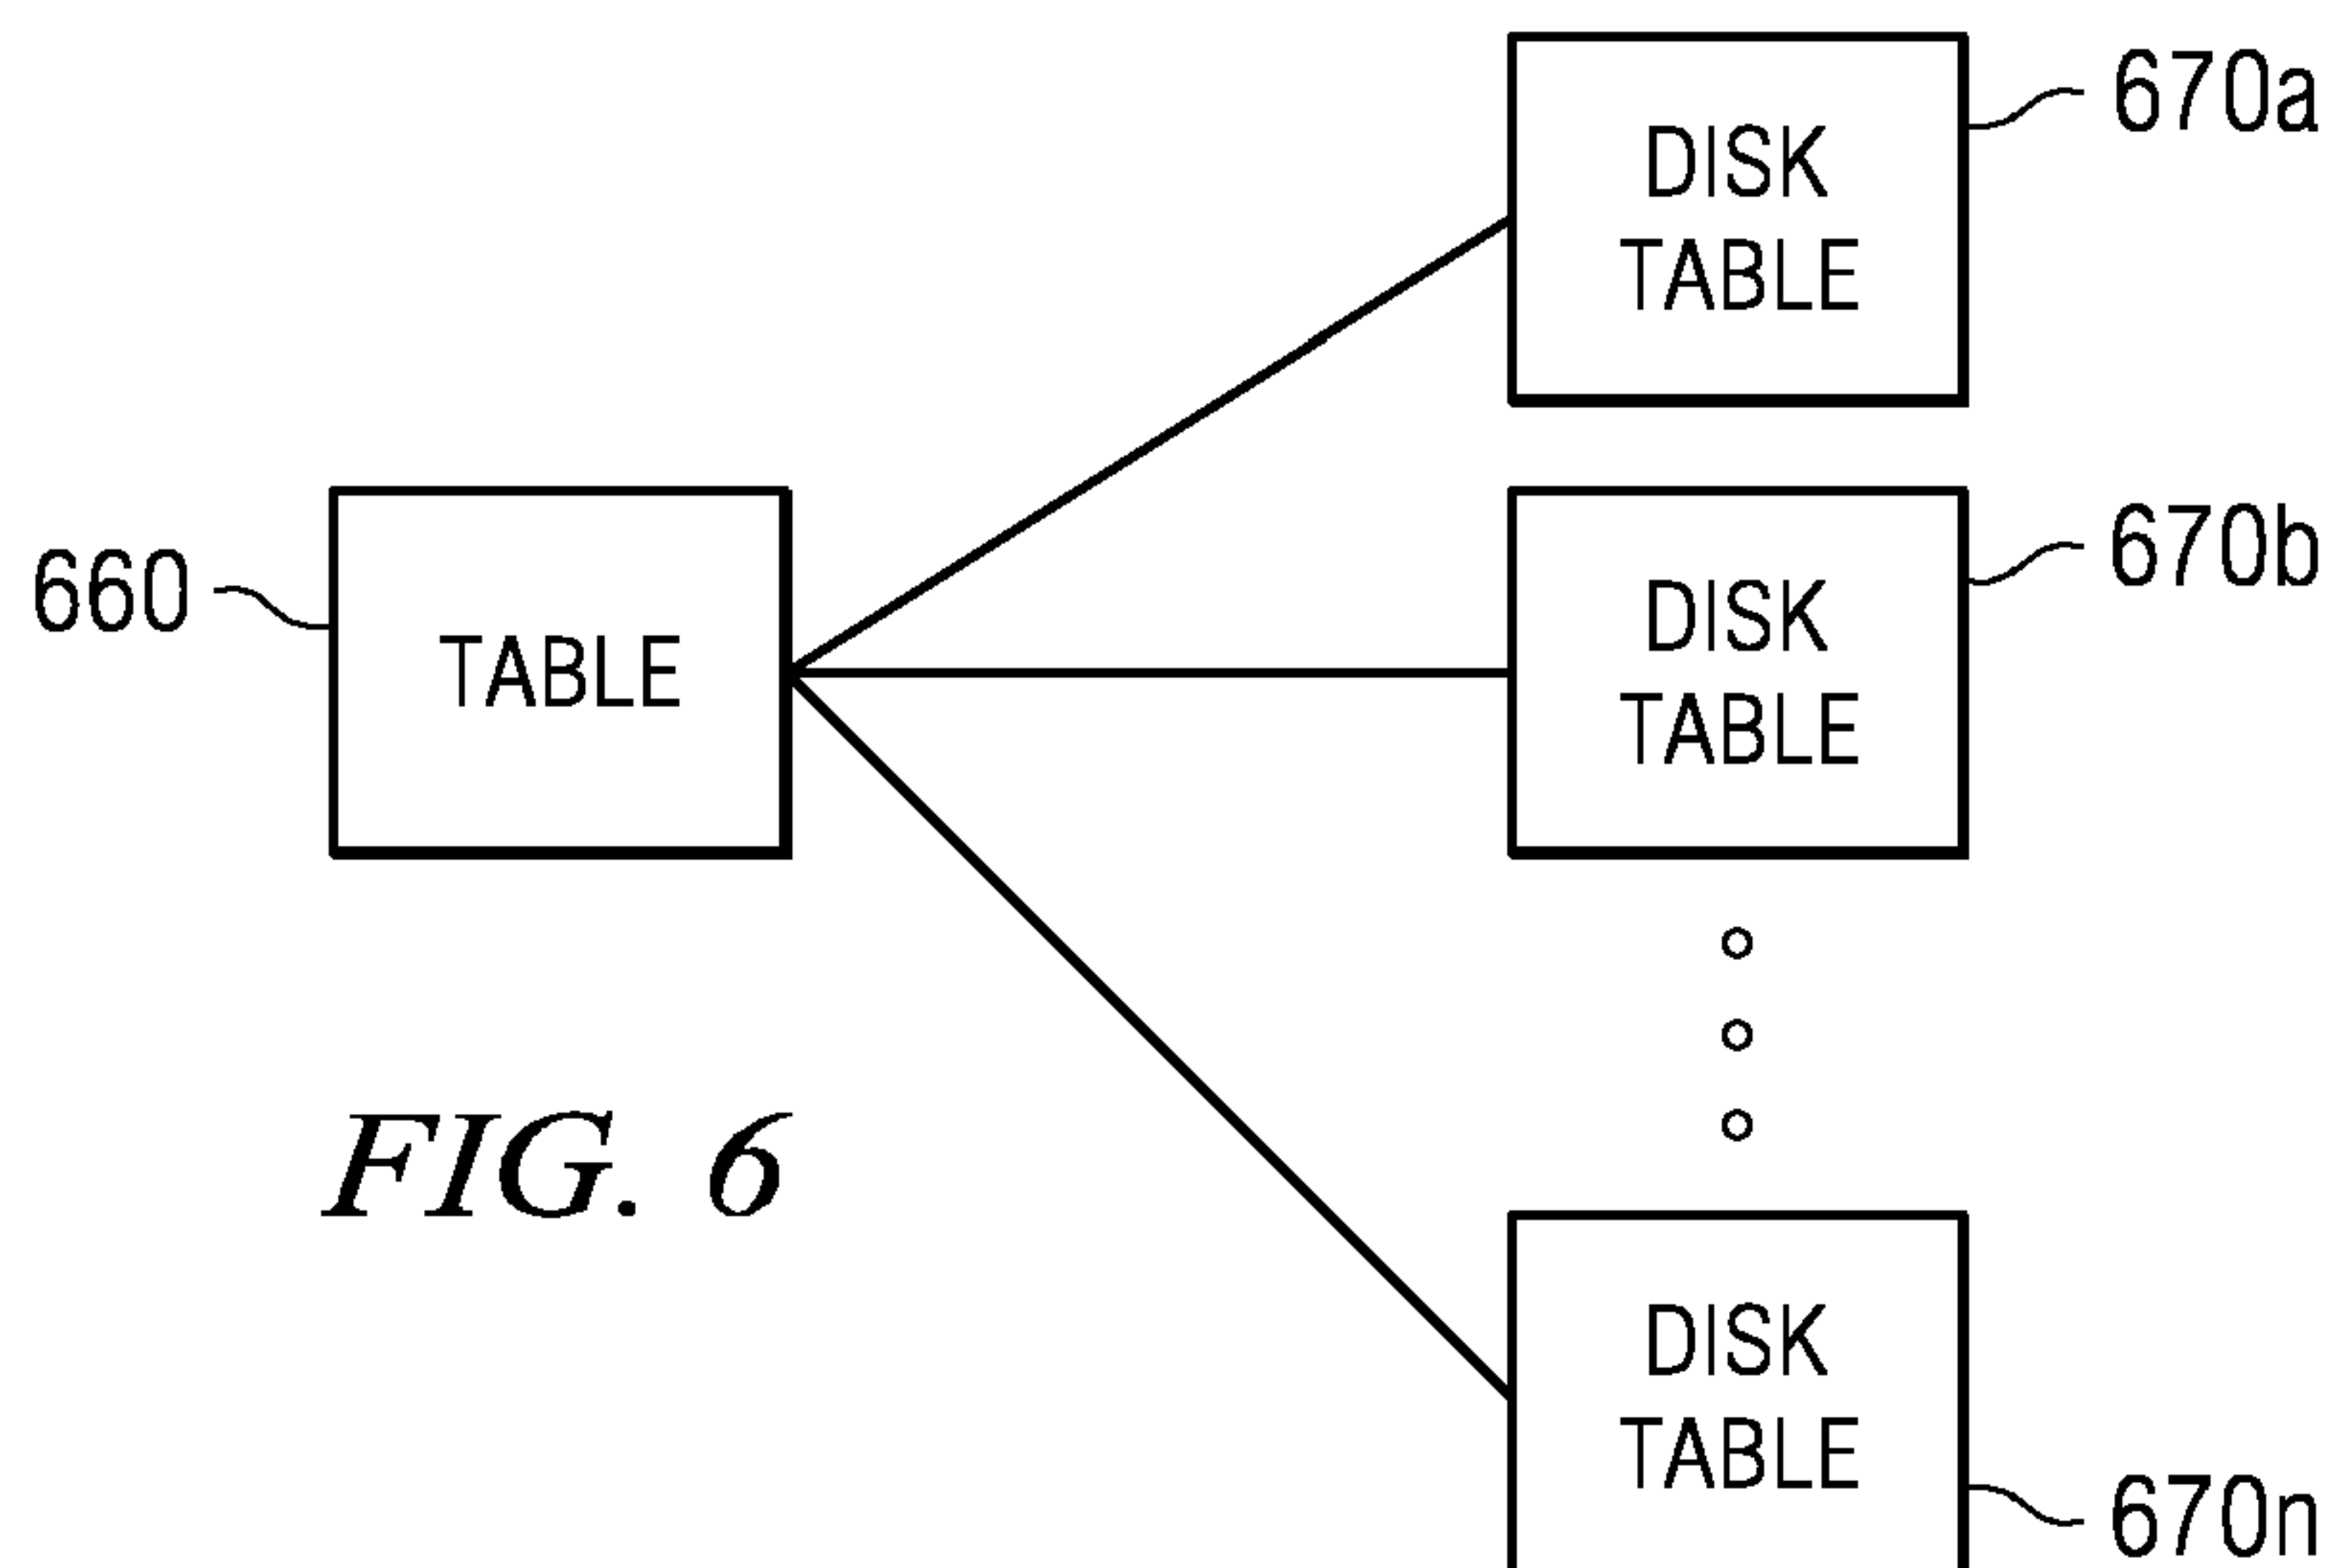 670a
DISK
TABLE
660
TABLE
670b
DISK
TABLE
FIG. 6
DISK
TABLE
670n